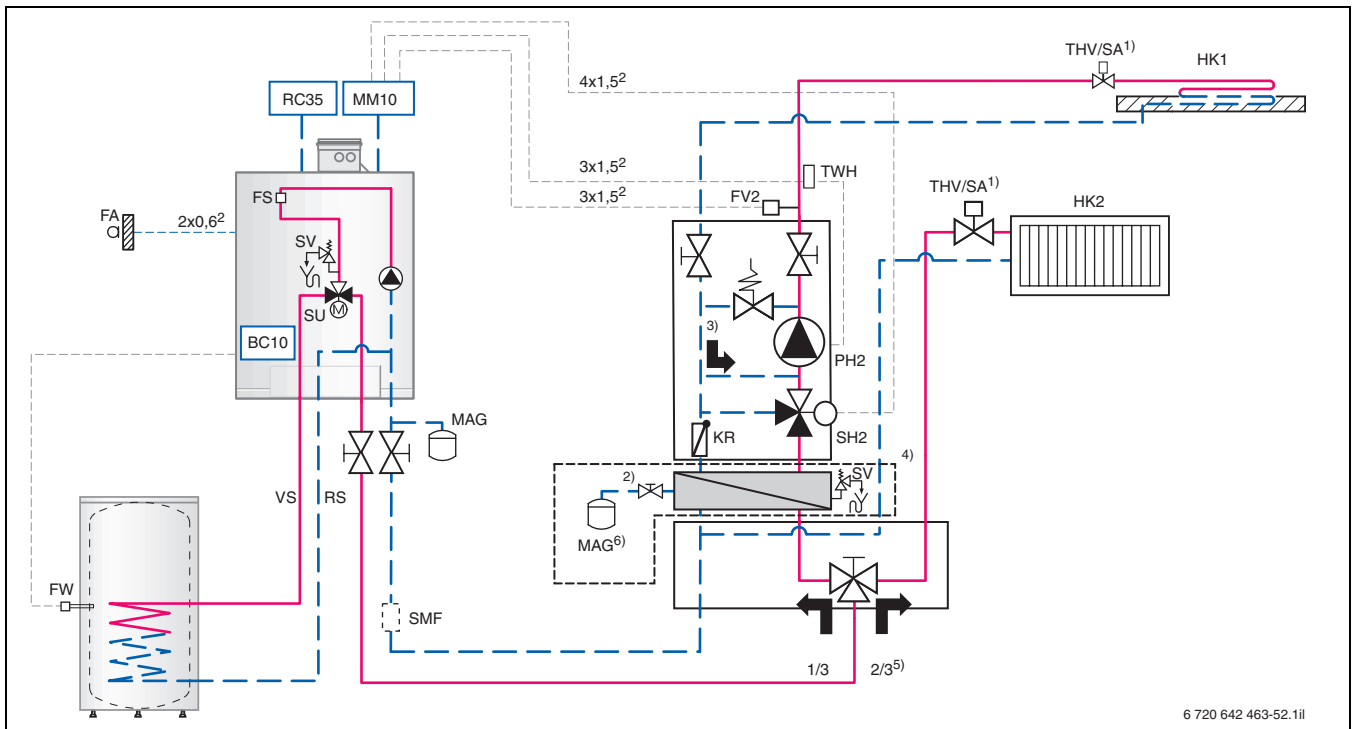 THV/SA1)
HK1
4x1,5²
RC35
MM10
3x1,5²
TWH
THV/SA1)
3x1,5²
FV2
HK2
FS
FA
2x0,6²
SV
M
SU
3)
BC10
PH2
MAG
KR
SH2
4)
SV
2)
VS
RS
MAG6)
FW
SMF
1/3
2/35)
6 720 642 463-52.1il